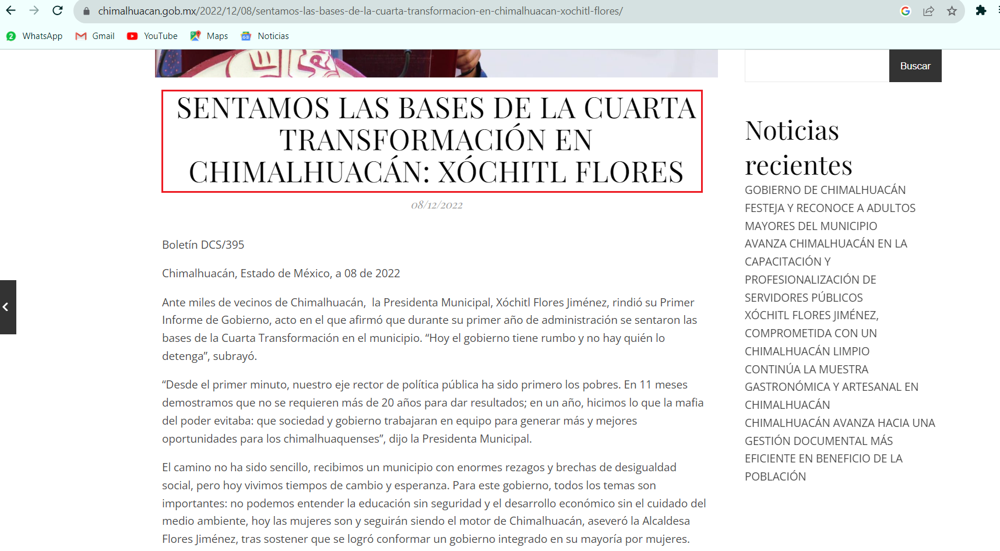 chimalhuacan.gob.mx/2022/12/08/sentamos-las-bases-de-la-cuarta-transformacion-en-chimalhuacan-xochitl-flores/
WhatsApp
Gmail
YouTube
Maps
Noticias
Buscar
SENTAMOS LAS BASES DE LA CUARTA
TRANSFORMACIÓN EN
CHIMALHUACÁN: XÓCHITL FLORES
08/12/2022
Boletín DCS/395
Chimalhuacán, Estado de México, a 08 de 2022
Ante miles de vecinos de Chimalhuacán,  la Presidenta Municipal, Xóchitl Flores Jiménez, rindió su Primer
Informe de Gobierno, acto en el que afirmó que durante su primer año de administración se sentaron las
bases de la Cuarta Transformación en el municipio. “Hoy el gobierno tiene rumbo y no hay quién lo
detenga”, subrayó.
“Desde el primer minuto, nuestro eje rector de política pública ha sido primero los pobres. En 11 meses
demostramos que no se requieren más de 20 años para dar resultados; en un año, hicimos lo que la mafia
del poder evitaba: que sociedad y gobierno trabajaran en equipo para generar más y mejores
oportunidades para los chimalhuaquenses”, dijo la Presidenta Municipal.
El camino no ha sido sencillo, recibimos un municipio con enormes rezagos y brechas de desigualdad
social, pero hoy vivimos tiempos de cambio y esperanza. Para este gobierno, todos los temas son
importantes: no podemos entender la educación sin seguridad y el desarrollo económico sin el cuidado del
medio ambiente, hoy las mujeres son y seguirán siendo el motor de Chimalhuacán, aseveró la Alcaldesa
Flores Jiménez, tras sostener que se logró conformar un gobierno integrado en su mayoría por mujeres.
Noticias
recientes
GOBIERNO DE CHIMALHUACÁN
FESTEJA Y RECONOCE A ADULTOS
MAYORES DEL MUNICIPIO
AVANZA CHIMALHUACÁN EN LA
CAPACITACIÓN Y
PROFESIONALIZACIÓN DE
SERVIDORES PÚBLICOS
XÓCHITL FLORES JIMÉNEZ,
COMPROMETIDA CON UN
CHIMALHUACÁN LIMPIO
CONTINÚA LA MUESTRA
GASTRONÓMICA Y ARTESANAL EN
CHIMALHUACÁN
CHIMALHUACÁN AVANZA HACIA UNA
GESTIÓN DOCUMENTAL MÁS
EFICIENTE EN BENEFICIO DE LA
POBLACIÓN